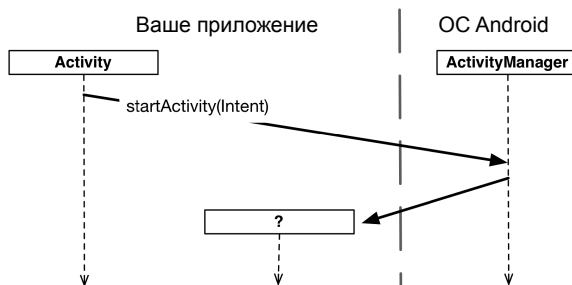 Ваше приложение
ОС Android
Activity
ActivityManager
startActivity(Intent)
?